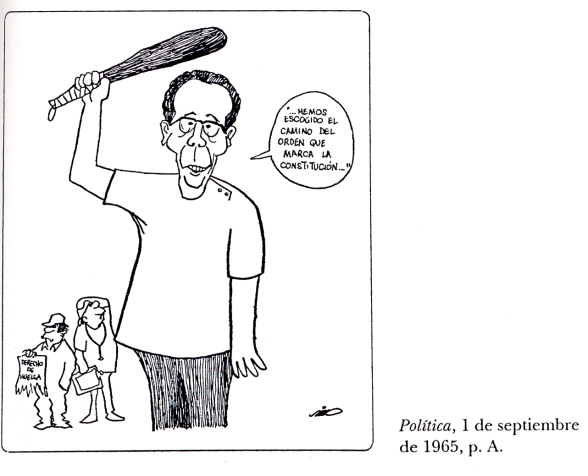 "...HEMOS
ESCOGIDO EL
CAMINO DEL
ORDEN QUE
MARCA LA
CONSTITUCIÓN..."
DERECHO
DE
HUELGA
Política, 1 de septiembre
de 1965, p. A.